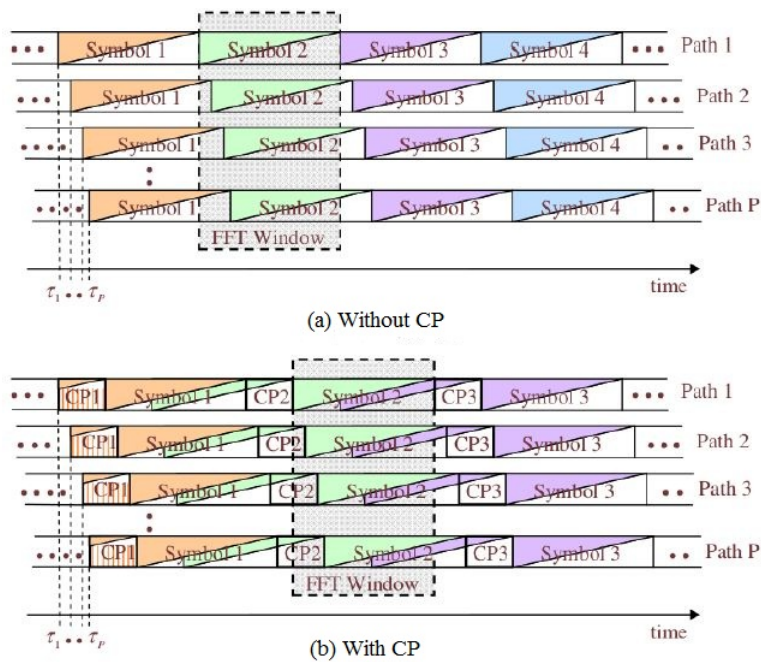 Symbol 1 Symbol 2 Symbol 3 Symbol 4 Path 1
Symbol 1 Symbol 2 Symbol 3 Symbol 4 Path 2
Symbol 1 Symbol 2 Symbol 3 Symbol 4 Path 3
Symbol 1 Symbol 2 Symbol 3 Symbol 4 Path P
FFT Window
τ₁ τₚ time
(a) Without CP
CP1 Symbol 1 CP2 Symbol 2 CP3 Symbol 3 Path 1
CP1 Symbol 1 CP2 Symbol 2 CP3 Symbol 3 Path 2
CP1 Symbol 1 CP2 Symbol 2 CP3 Symbol 3 Path 3
CP1 Symbol 1 CP2 Symbol 2 CP3 Symbol 3 Path P
FFT Window
τ₁ τₚ time
(b) With CP